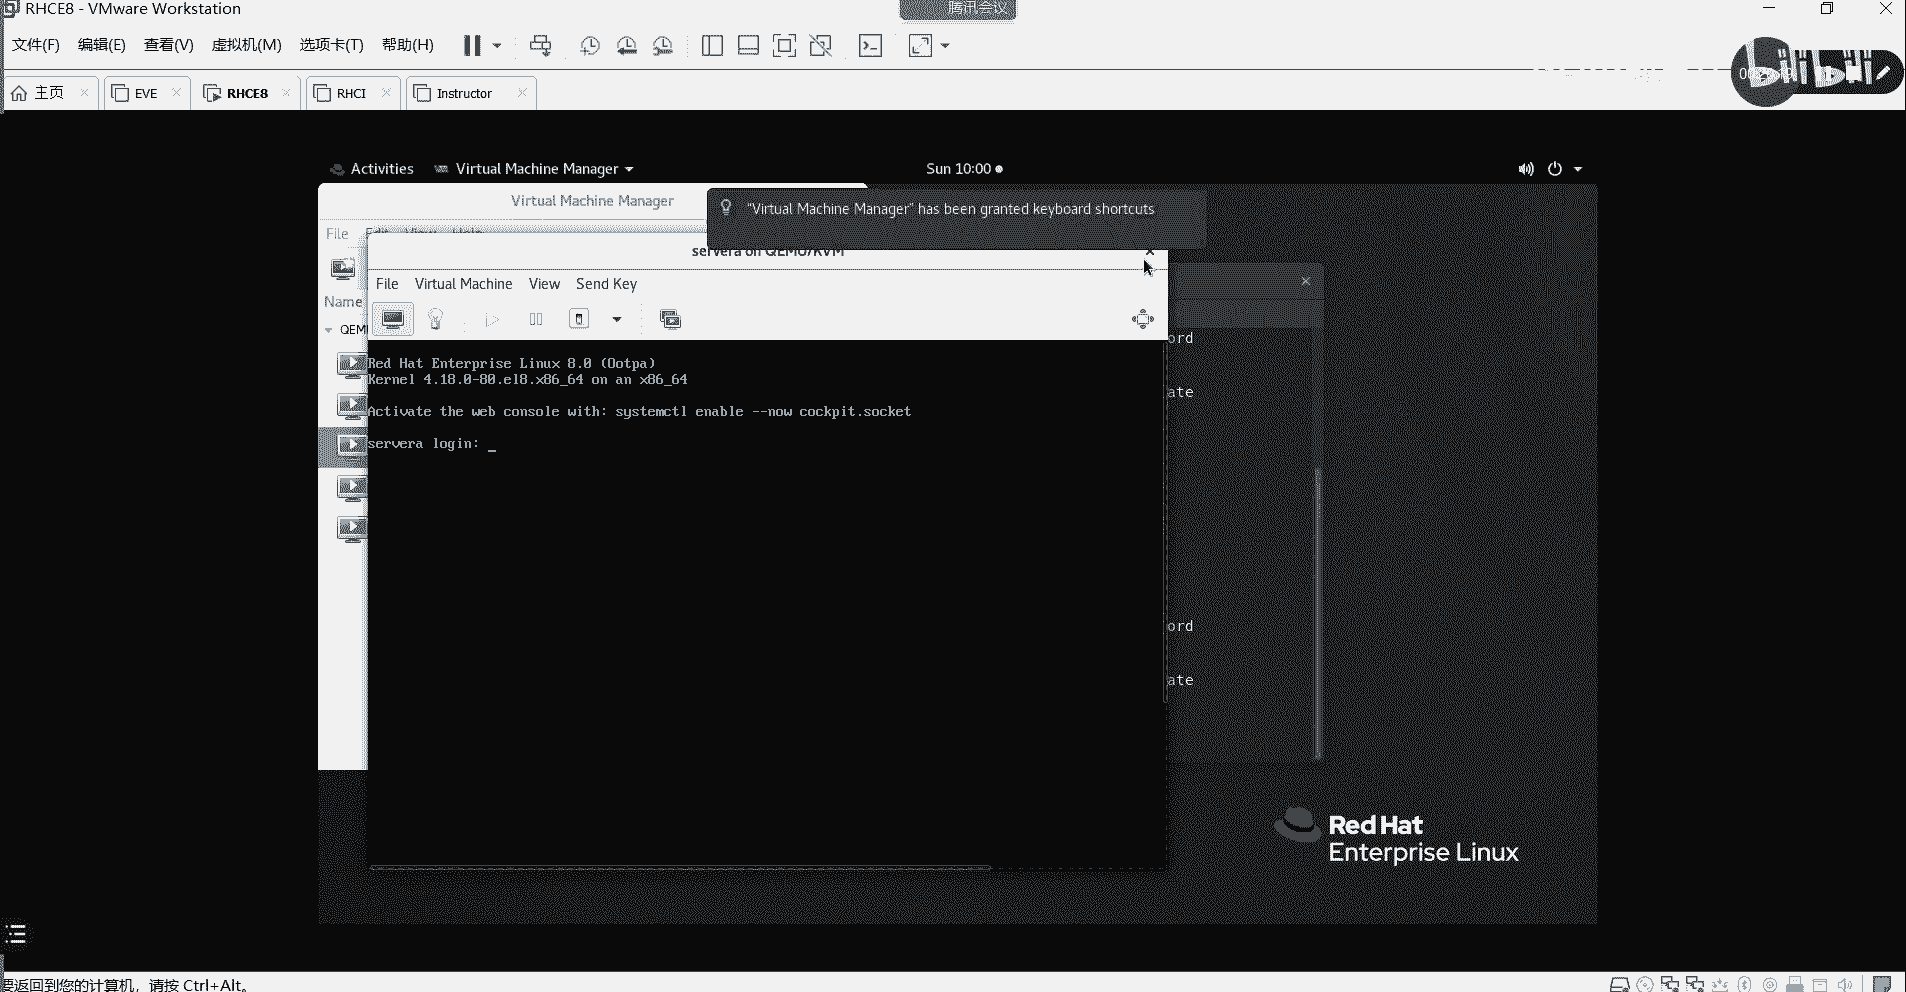 RHCE8 - VMware Workstation
腾讯会议
文件(F) 编辑(E) 查看(V) 虚拟机(M) 选项卡(T) 帮助(H)
主页 EVE RHCE8 RHCI Instructor
bilibili
Activities Virtual Machine Manager Sun 10:00
Virtual Machine Manager
"Virtual Machine Manager" has been granted keyboard shortcuts
File Edit View Help
servera on QEMU/KVM
File Virtual Machine View Send Key
Name
QEM
Red Hat Enterprise Linux 8.0 (Ootpa)
Kernel 4.18.0-80.el8.x86_64 on an x86_64
Activate the web console with: systemctl enable --now cockpit.socket
servera login: _
ord
ate
ord
ate
Red Hat
Enterprise Linux
要返回到您的计算机，请按 Ctrl+Alt。